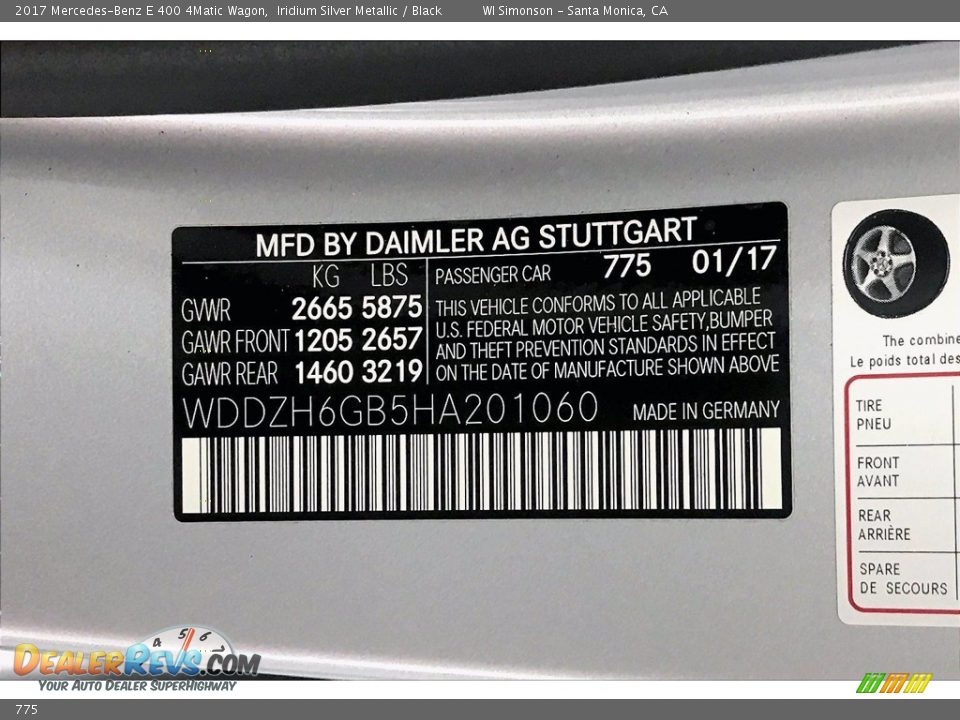 2017 Mercedes-Benz E 400 4Matic Wagon, Iridium Silver Metallic / Black WI Simonson - Santa Monica, CA
MFD BY DAIMLER AG STUTTGART
KG LBS
GVWR 2665 5875
GAWR FRONT 1205 2657
GAWR REAR 1460 3219
PASSENGER CAR 775 01/17
THIS VEHICLE CONFORMS TO ALL APPLICABLE
U.S. FEDERAL MOTOR VEHICLE SAFETY,BUMPER
AND THEFT PREVENTION STANDARDS IN EFFECT
ON THE DATE OF MANUFACTURE SHOWN ABOVE
WDDZH6GB5HA201060 MADE IN GERMANY
The combine
Le poids total des
TIRE
PNEU
FRONT
AVANT
REAR
ARRIÈRE
SPARE
DE SECOURS
4 5 6 7
DEALERREVS.COM
YOUR AUTO DEALER SUPERHIGHWAY
775